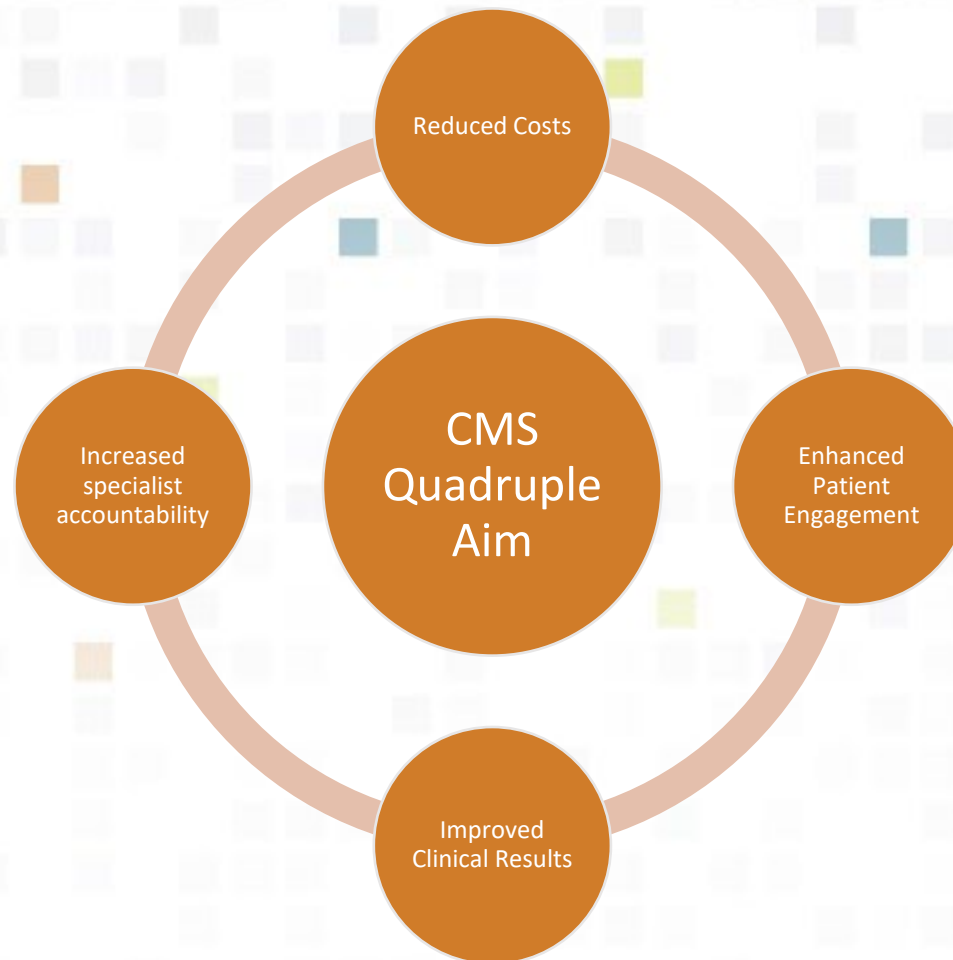 Reduced Costs
Increased
specialist
accountability
CMS
Quadruple
Aim
Enhanced
Patient
Engagement
Improved
Clinical Results